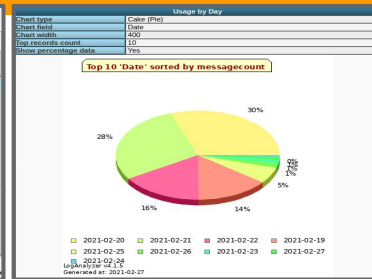 Usage by Day
Chart type Cake (Pie)
Chart field Date
Chart width 400
Top records count 10
Show percentage data Yes
Top 10 'Date' sorted by messagecount
30%
28%
0%
1%
1%
1%
5%
16%
14%
2021-02-20 2021-02-21 2021-02-22 2021-02-19
2021-02-25 2021-02-26 2021-02-23 2021-02-27
2021-02-24
LogAnalyzer v4.1.5
Generated at: 2021-02-27